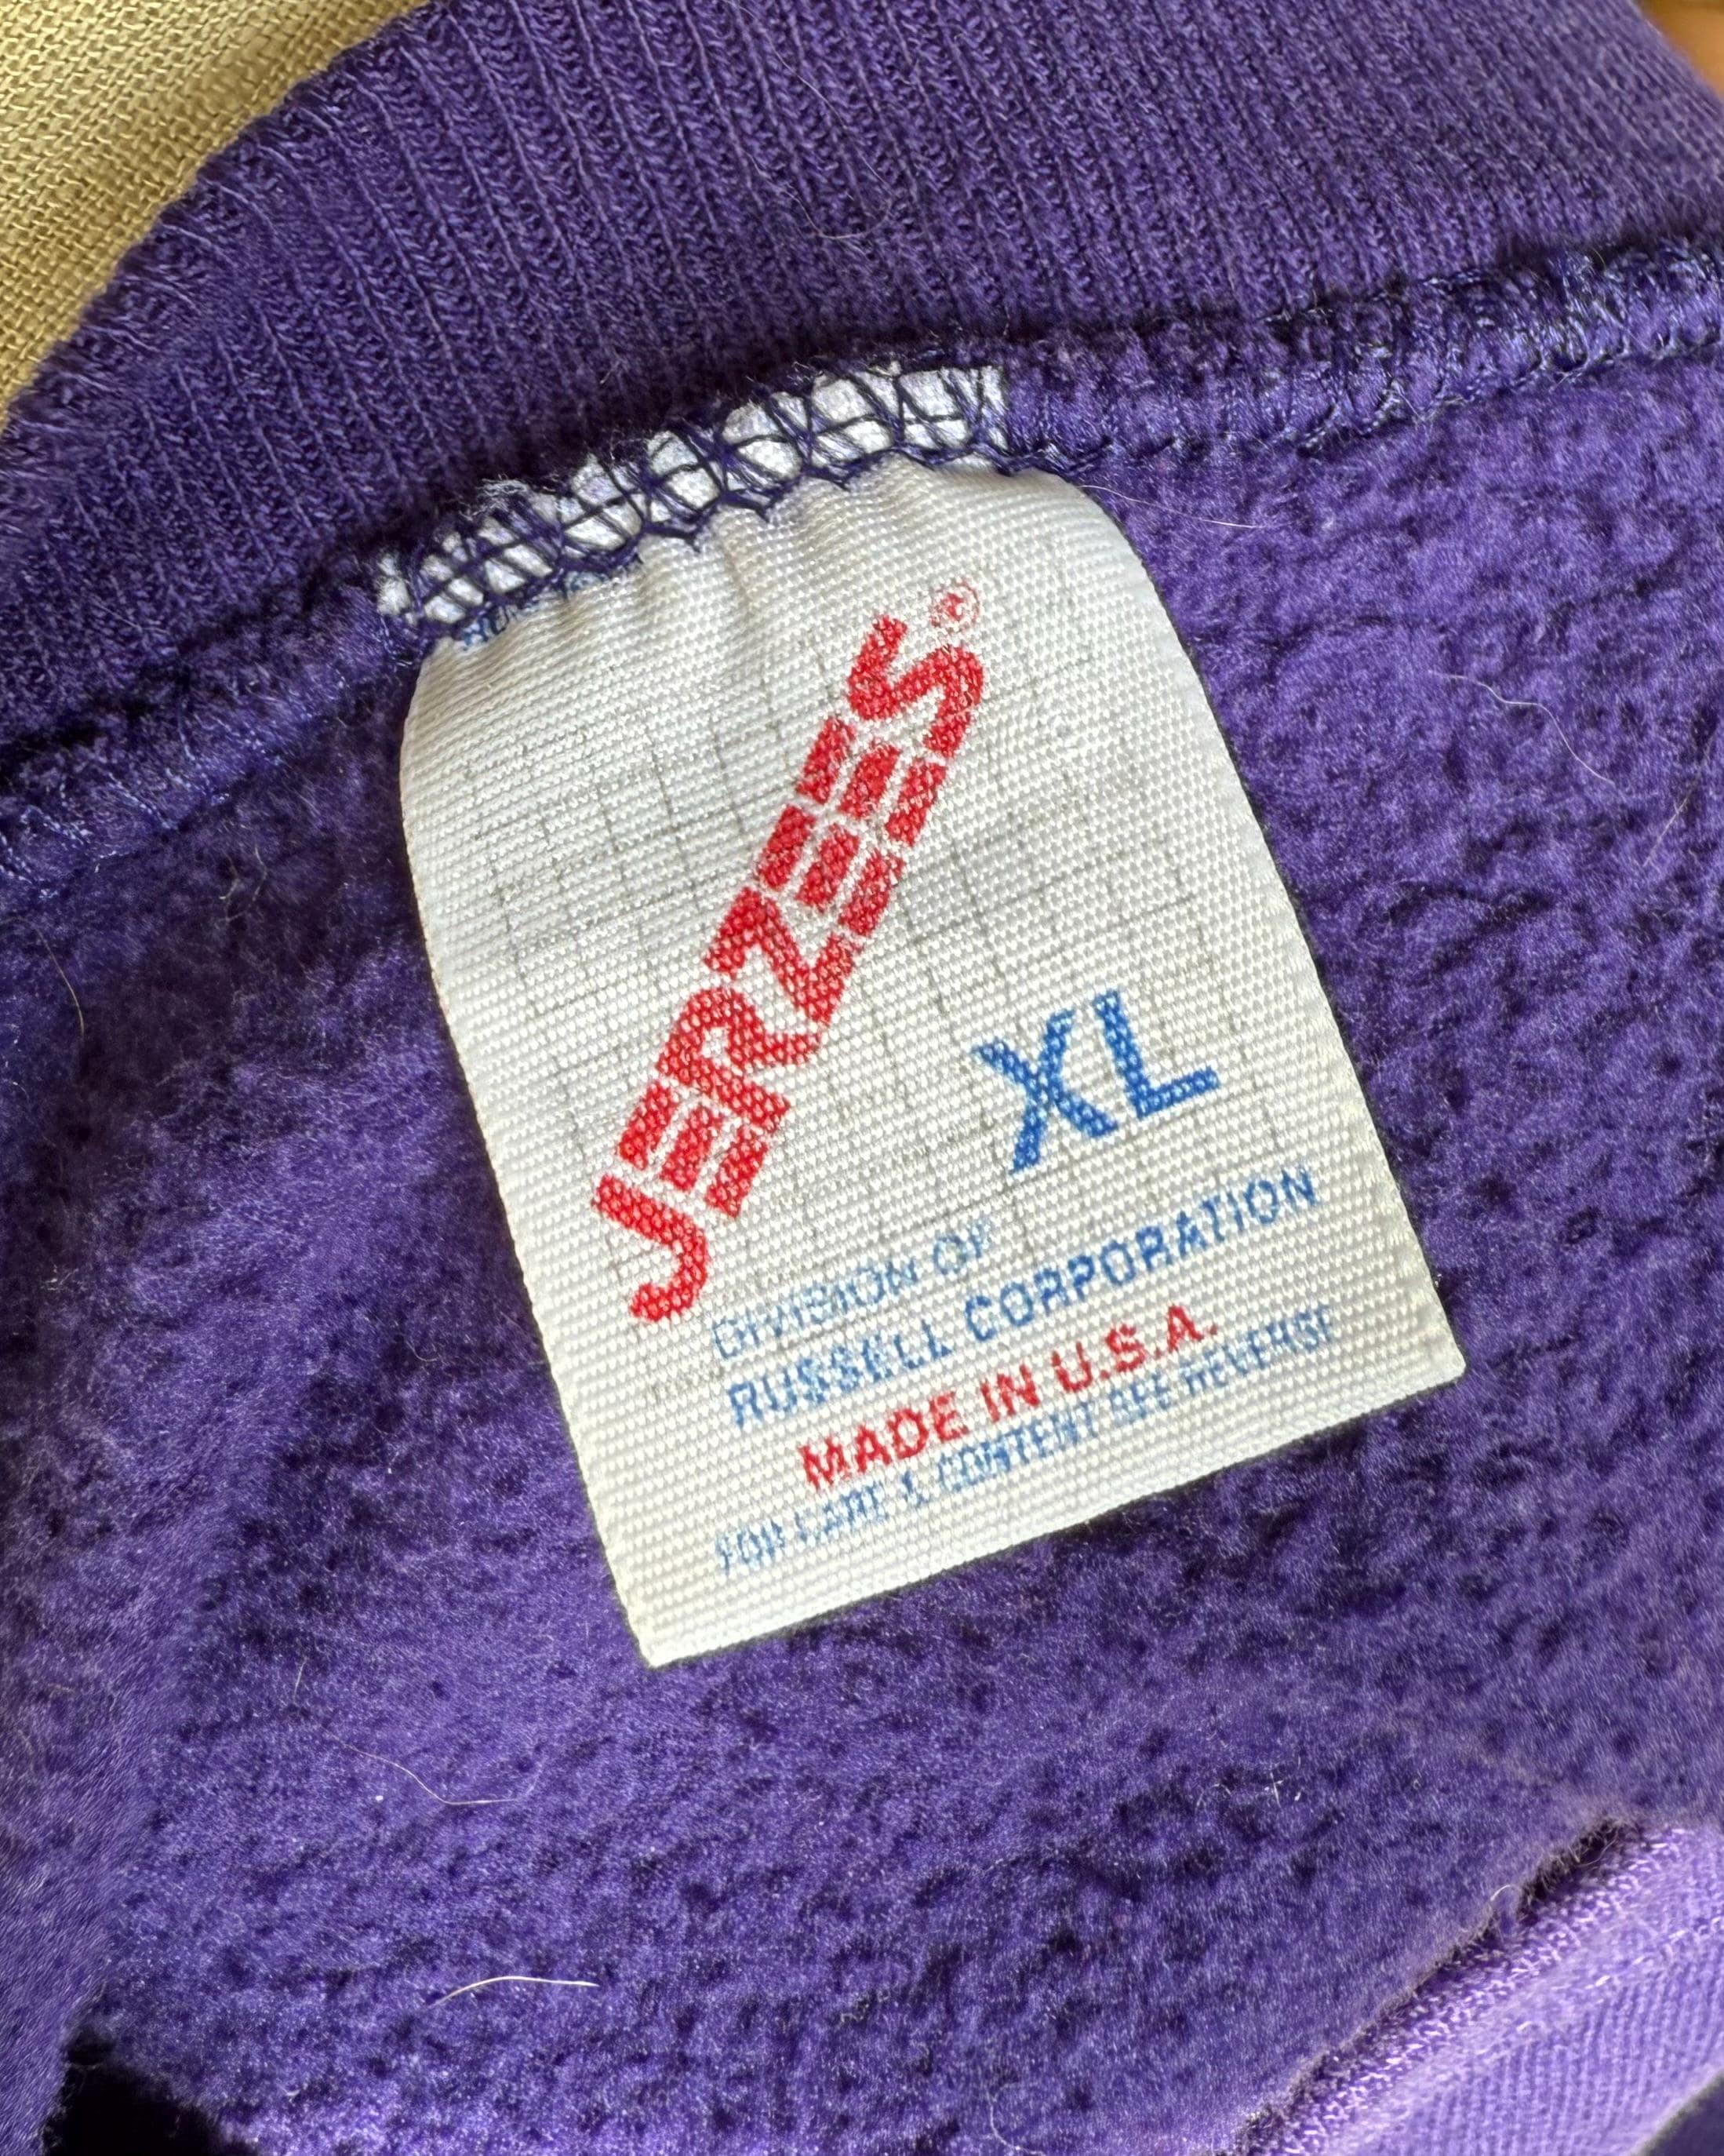 JERZEES®
XL
DIVISION OF
RUSSELL CORPORATION
MADE IN U.S.A.
FOR CARE & CONTENT SEE REVERSE